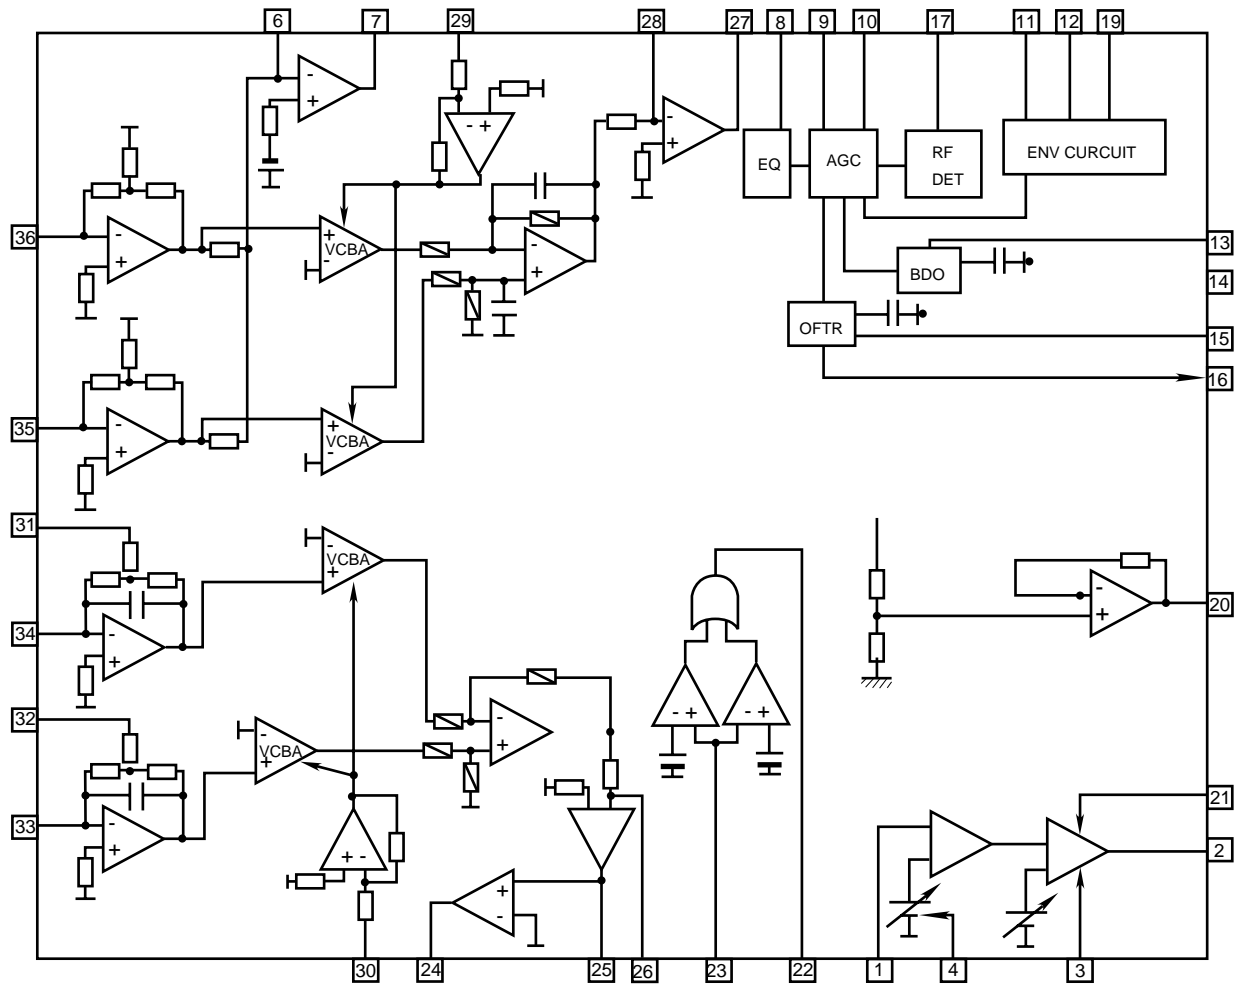 6 7 29 28 27 8 9 10 17 11 12 19
- +
- +
- +
EQ AGC RF DET ENV CURCUIT
36
- +
+ VCBA -
- +
13
BDO
14
OFTR
15
16
35
- +
+ VCBA -
31
- VCBA +
34
- +
- +
20
32
- + - +
33
- VCBA +
- +
- +
+ -
21
2
+ -
30 24 25 26 23 22 1 4 3